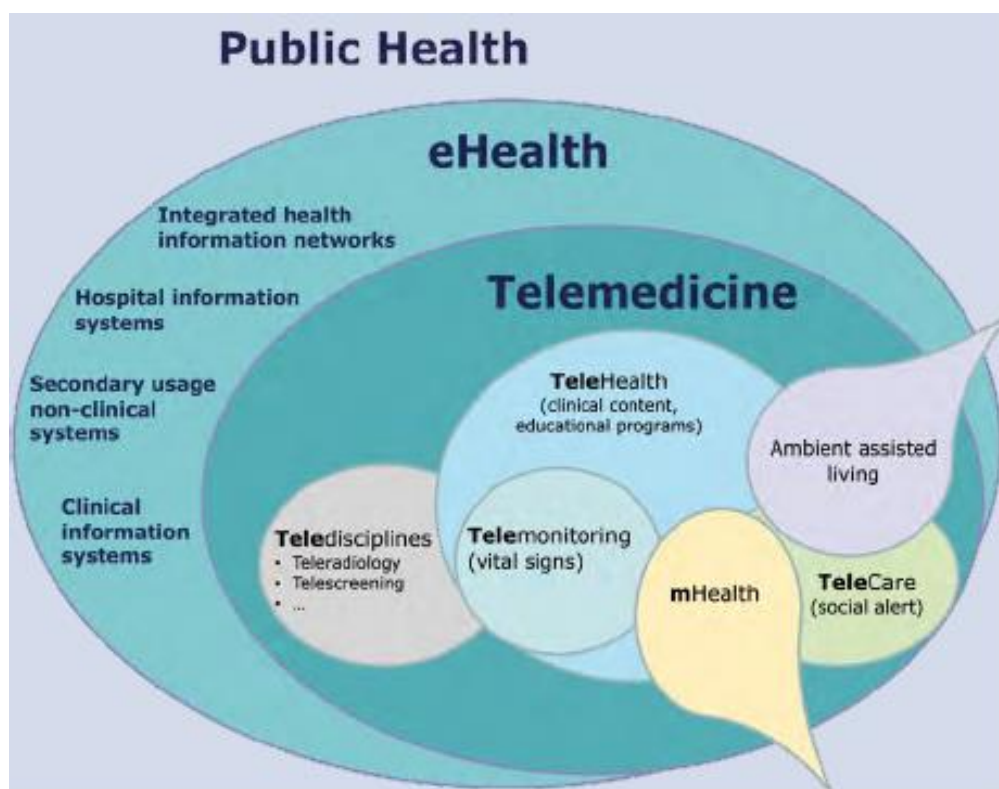 Public Health
eHealth
Integrated health
information networks
Hospital information
systems
Secondary usage
non-clinical
systems
Clinical
information
systems
Telemedicine
TeleHealth
(clinical content,
educational programs)
Ambient assisted
living
Teledisciplines
• Teleradiology
• Telescreening
• ...
Telemonitoring
(vital signs)
mHealth
TeleCare
(social alert)